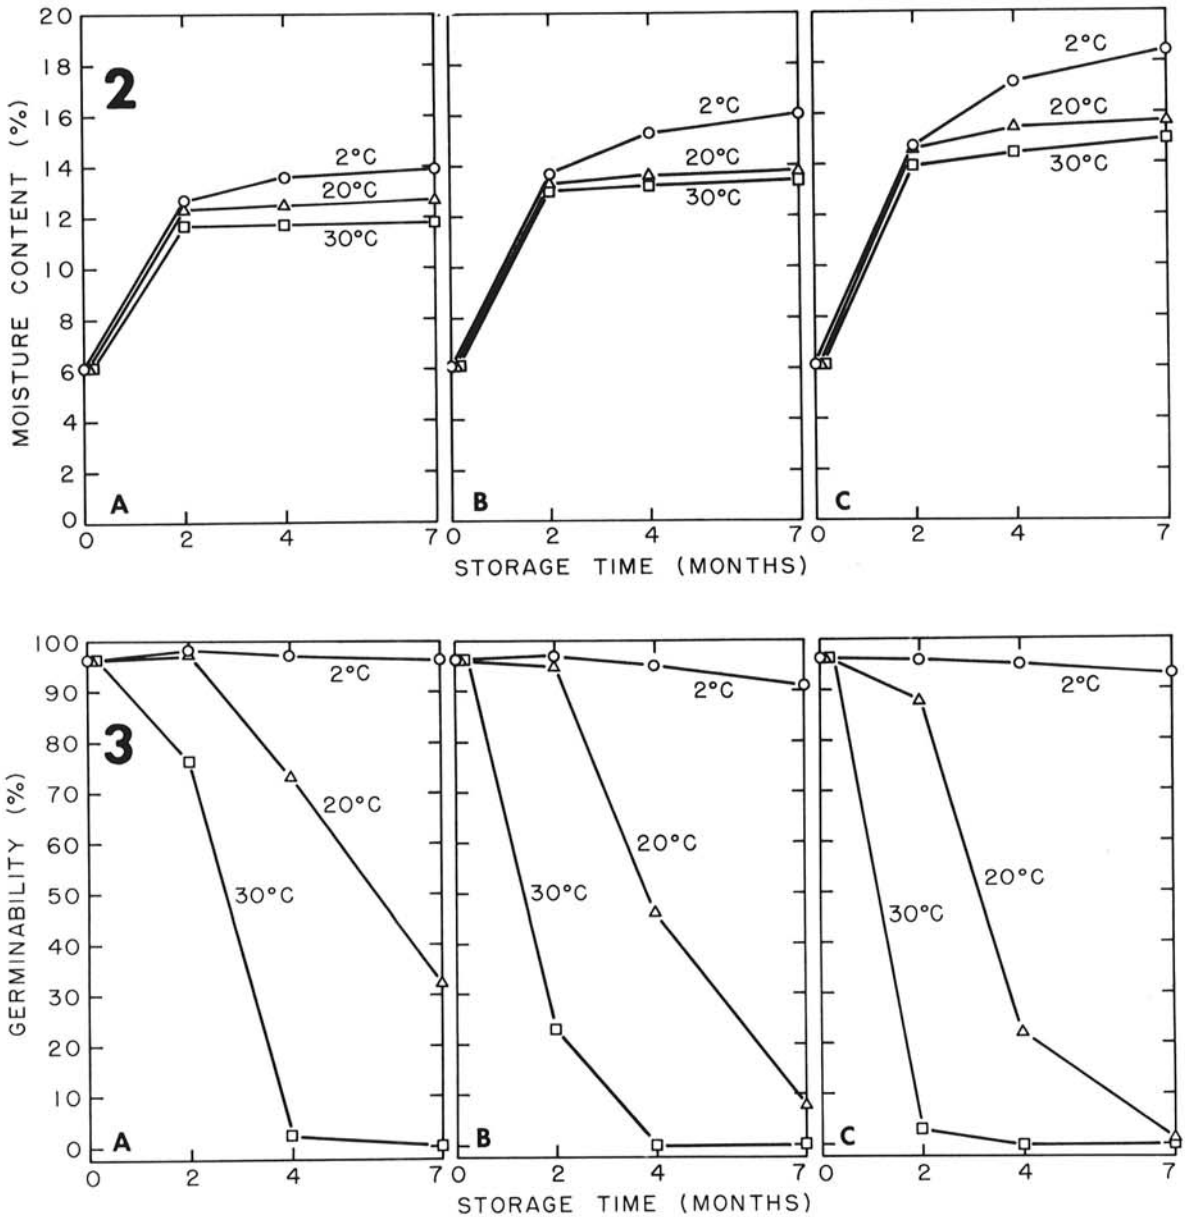 20
18
16
14
12
10
8
6
4
2
0
MOISTURE CONTENT (%)
2
2°C
20°C
30°C
A
0 2 4 7
2°C
20°C
30°C
B
0 2 4 7
2°C
20°C
30°C
C
0 2 4 7
STORAGE TIME (MONTHS)
100
90
80
70
60
50
40
30
20
10
0
GERMINABILITY (%)
3
2°C
20°C
30°C
A
0 2 4 7
2°C
20°C
30°C
B
0 2 4 7
2°C
20°C
30°C
C
0 2 4 7
STORAGE TIME (MONTHS)